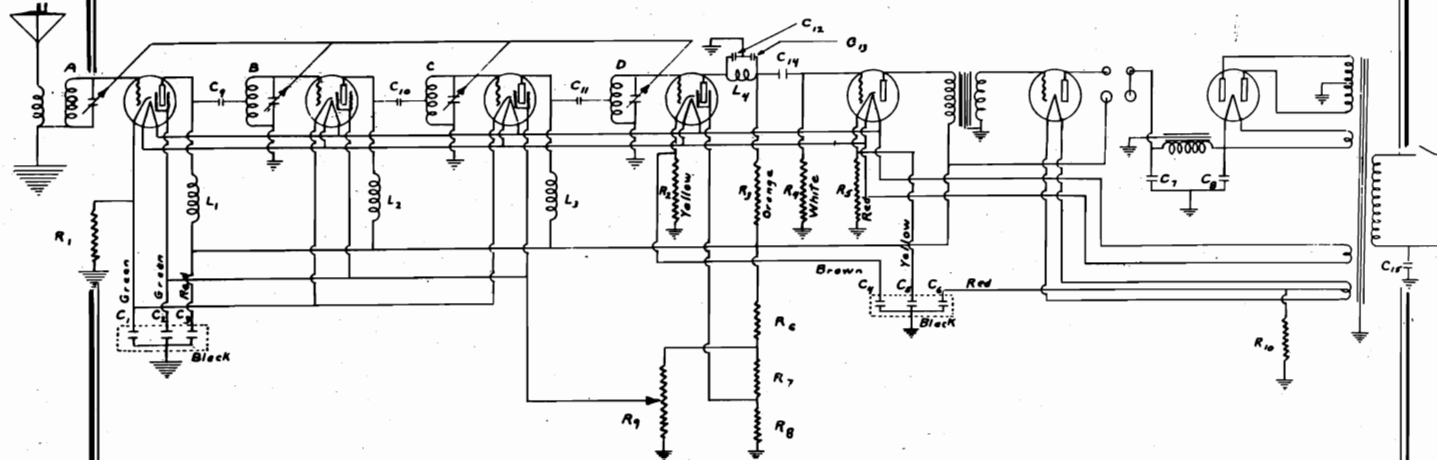 C12
C13
A
B
C
D
C14
C9
C10
C11
L4
L1
L2
L3
R1
R2
Yellow
R3
Orange
R4
White
R5
Red
C7
C8
Green
Green
Red
Yellow
Brown
C1
C2
C3
Black
C4
C5
C6
Red
Black
R6
R7
R8
R9
R10
C15